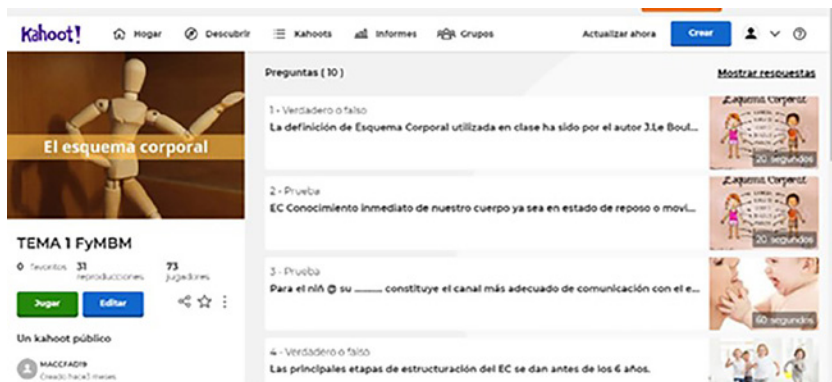 Kahoot! Hogar Descubrir Kahoots Informes Grupos Actualizar ahora Crear
El esquema corporal
TEMA 1 FyMBM
0 favoritos 31 reproducciones 73 jugadores
Jugar Editar
Un kahoot público
MACCFAD19
Creado hace3 meses
Preguntas ( 10 ) Mostrar respuestas
1 - Verdadero o falso
La definición de Esquema Corporal utilizada en clase ha sido por el autor J.Le Boul...
Esquema Corporal
20 segundos
2 - Prueba
EC Conocimiento inmediato de nuestro cuerpo ya sea en estado de reposo o movi...
Esquema Corporal
20 segundos
3 - Prueba
Para el niñ @ su ______ constituye el canal más adecuado de comunicación con el e...
60 segundos
4 - Verdadero o falso
Las principales etapas de estructuración del EC se dan antes de los 6 años.